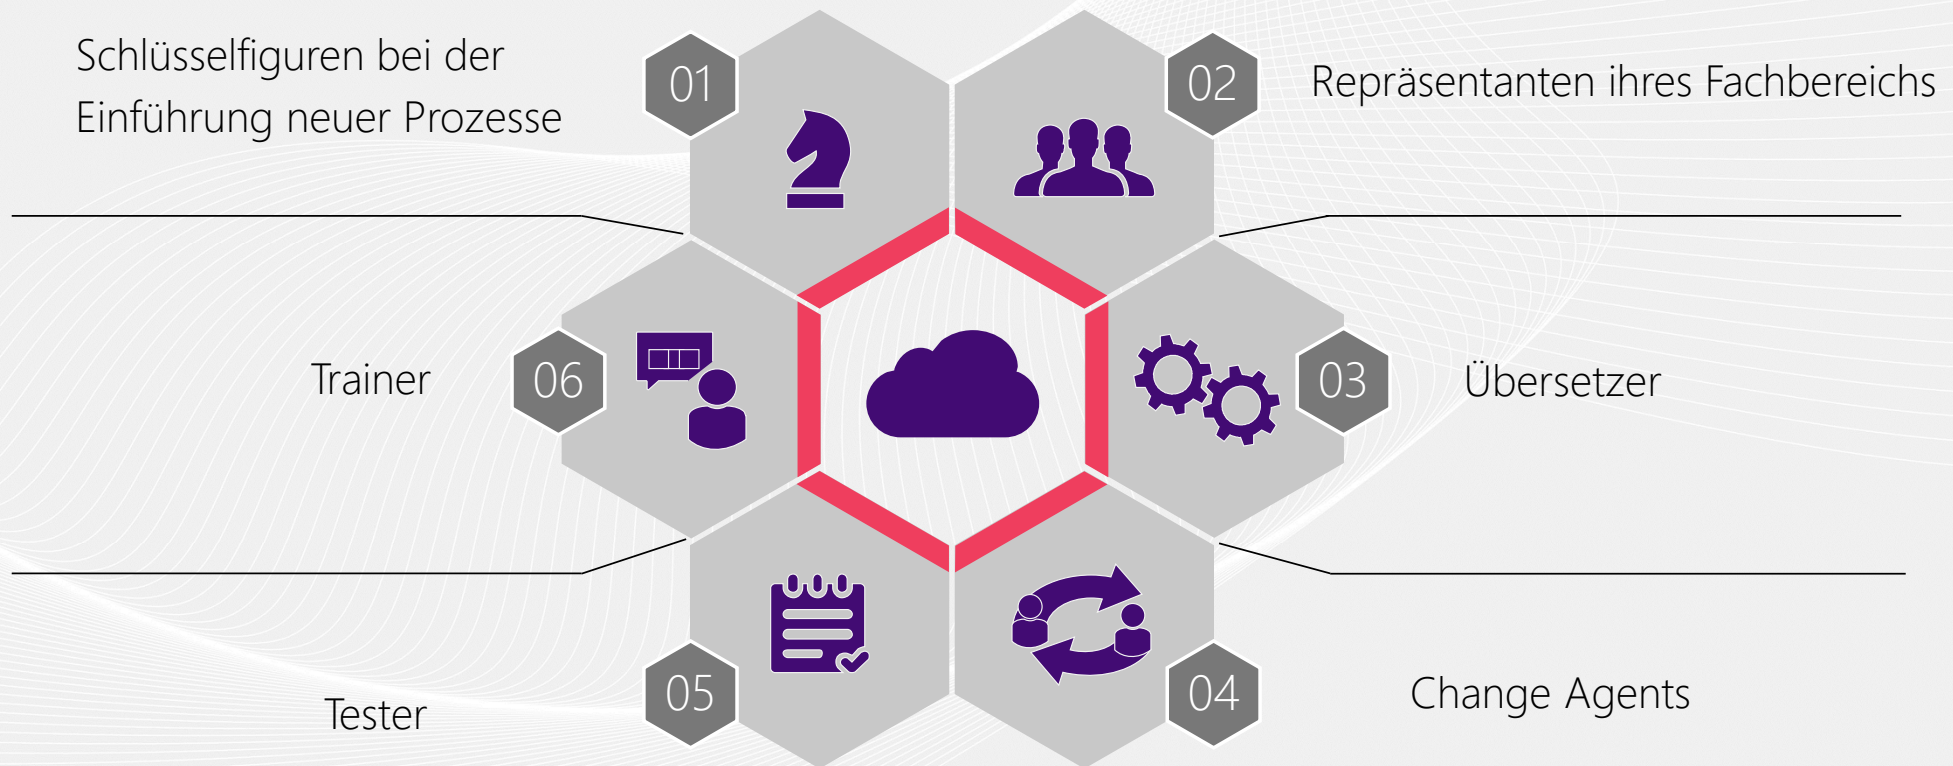 Schlüsselfiguren bei der
Einführung neuer Prozesse
01
02
Repräsentanten ihres Fachbereichs
Trainer
06
03
Übersetzer
Tester
05
04
Change Agents